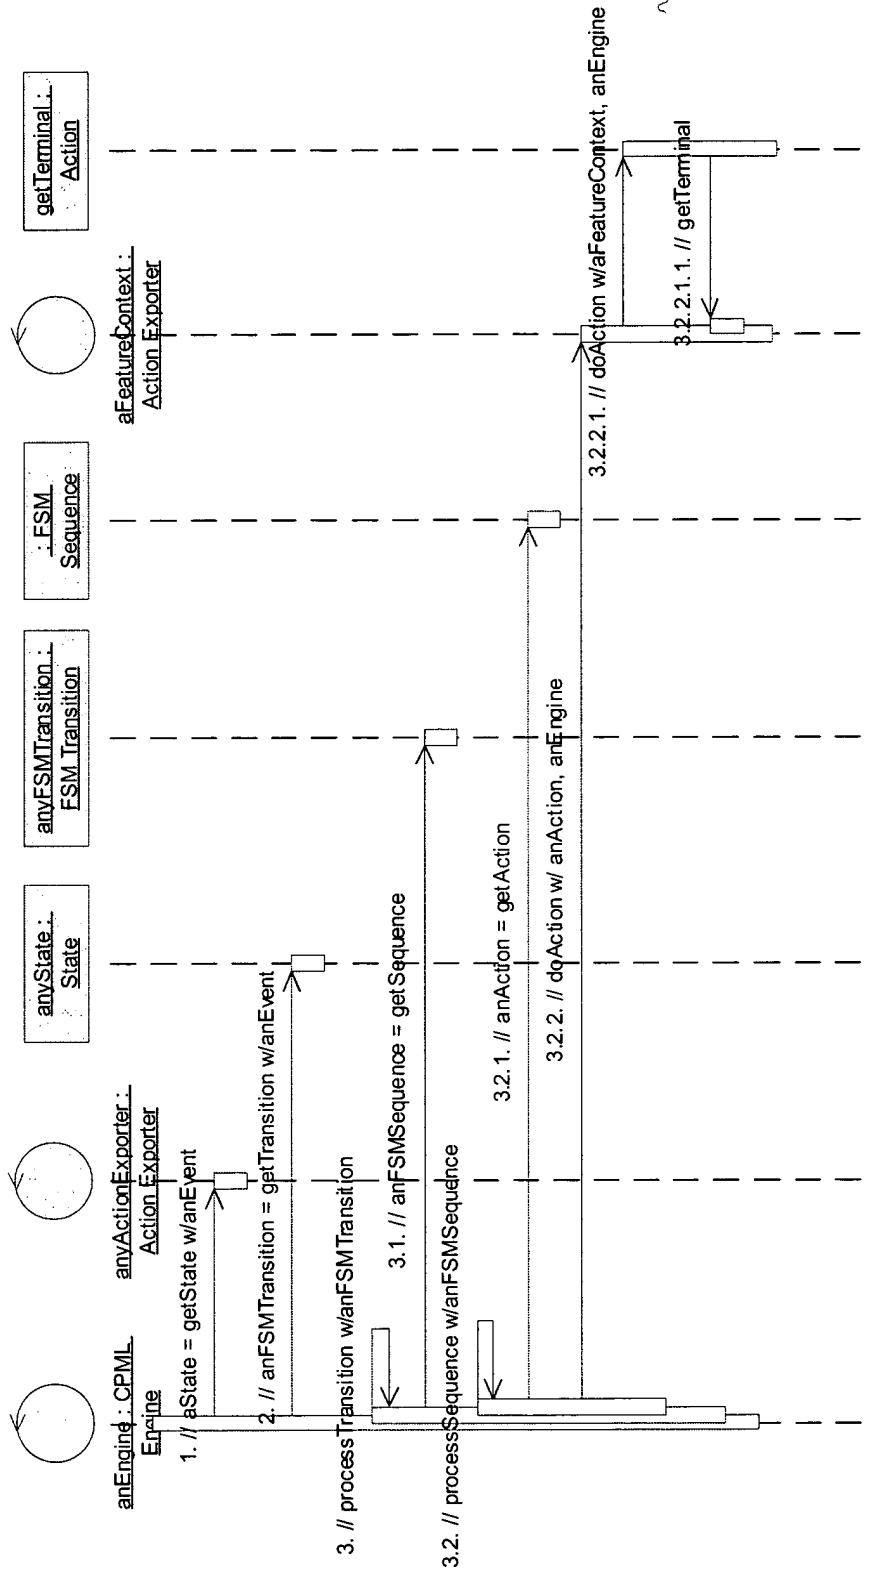 anEngine : CPML
Engine
anyActionExporter :
Action Exporter
anyState :
State
anyFSMTransition :
FSM Transition
: FSM
Sequence
aFeatureContext :
Action Exporter
getTerminal :
Action
1. // aState = getState w/anEvent
2. // anFSMTransition = getTransition w/anEvent
3. // processTransition w/anFSMTransition
3.1. // anFSMSequence = getSequence
3.2. // processSequence w/anFSMSequence
3.2.1. // anAction = getAction
3.2.2. // doAction w/ anAction, anEngine
3.2.2.1. // doAction w/aFeatureContext, anEngine
3.2.2.1.1. // getTerminal